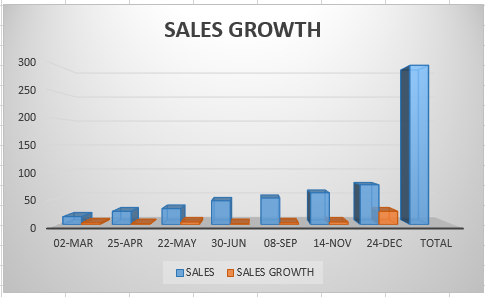 SALES GROWTH
300
250
200
150
100
50
0
02-MAR 25-APR 22-MAY 30-JUN 08-SEP 14-NOV 24-DEC TOTAL
SALES SALES GROWTH